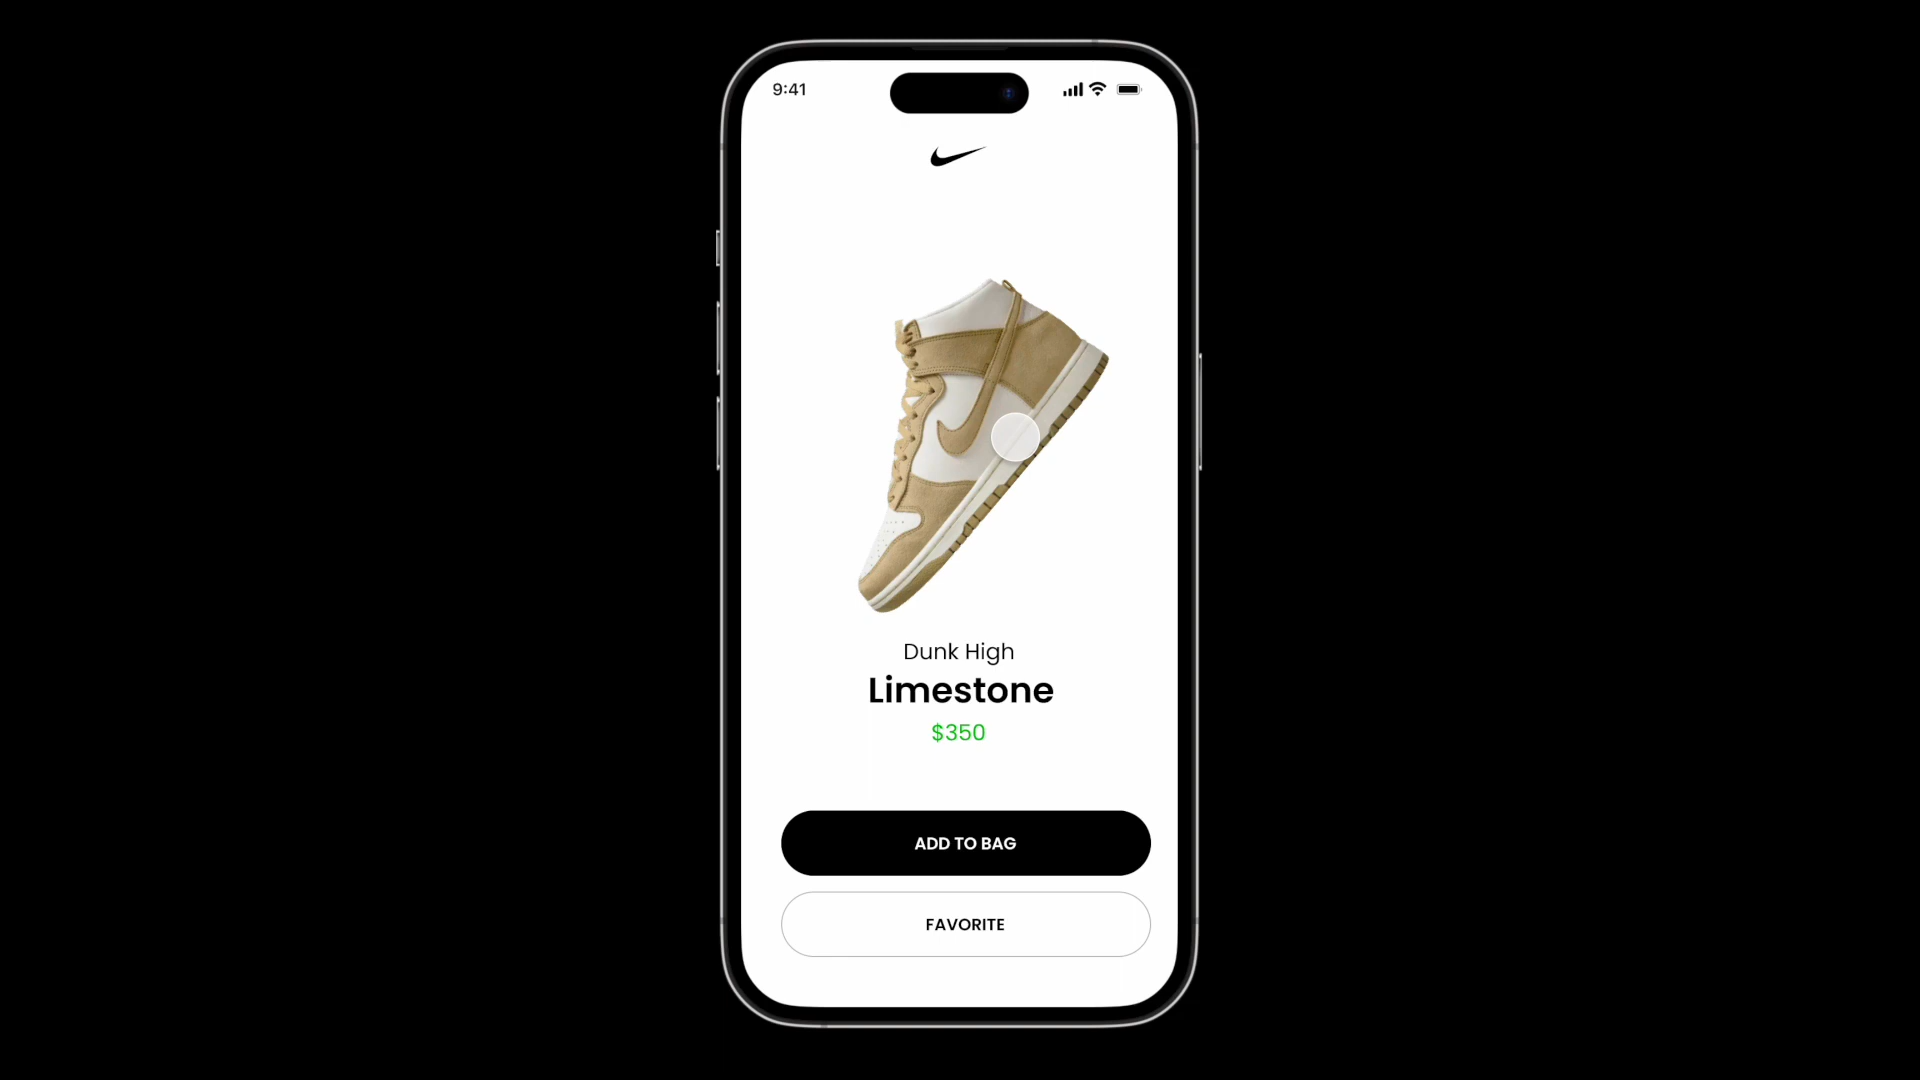 9:41
Dunk High
Limestone
$350
ADD TO BAG
FAVORITE